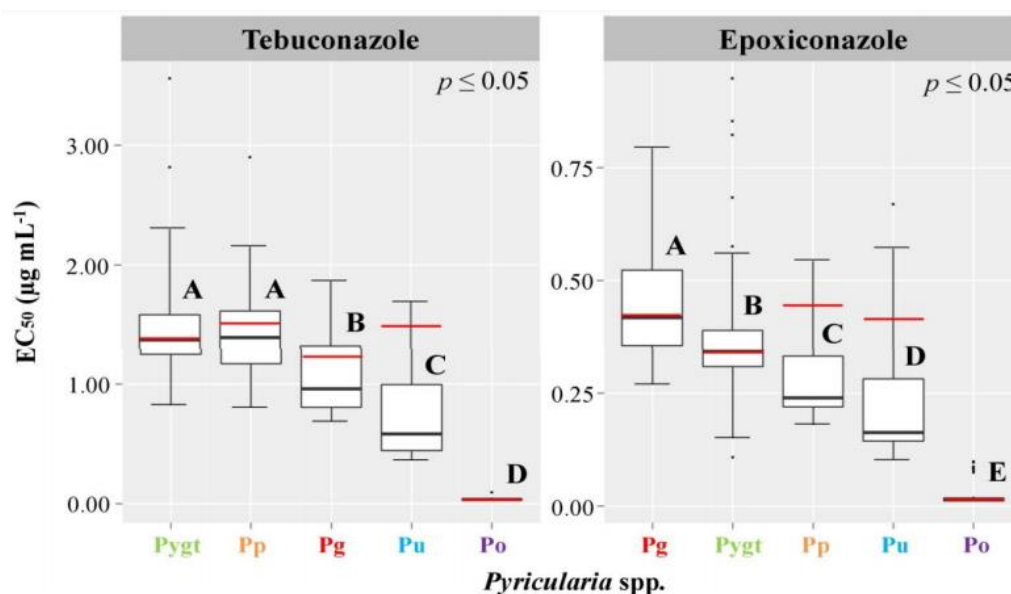 Tebuconazole
Epoxiconazole
p ≤ 0.05
p ≤ 0.05
EC50 (µg mL-1)
3.00
2.00
1.00
0.00
A
A
B
C
D
0.75
0.50
0.25
0.00
A
B
C
D
E
Pygt Pp Pg Pu Po
Pg Pygt Pp Pu Po
Pyricularia spp.